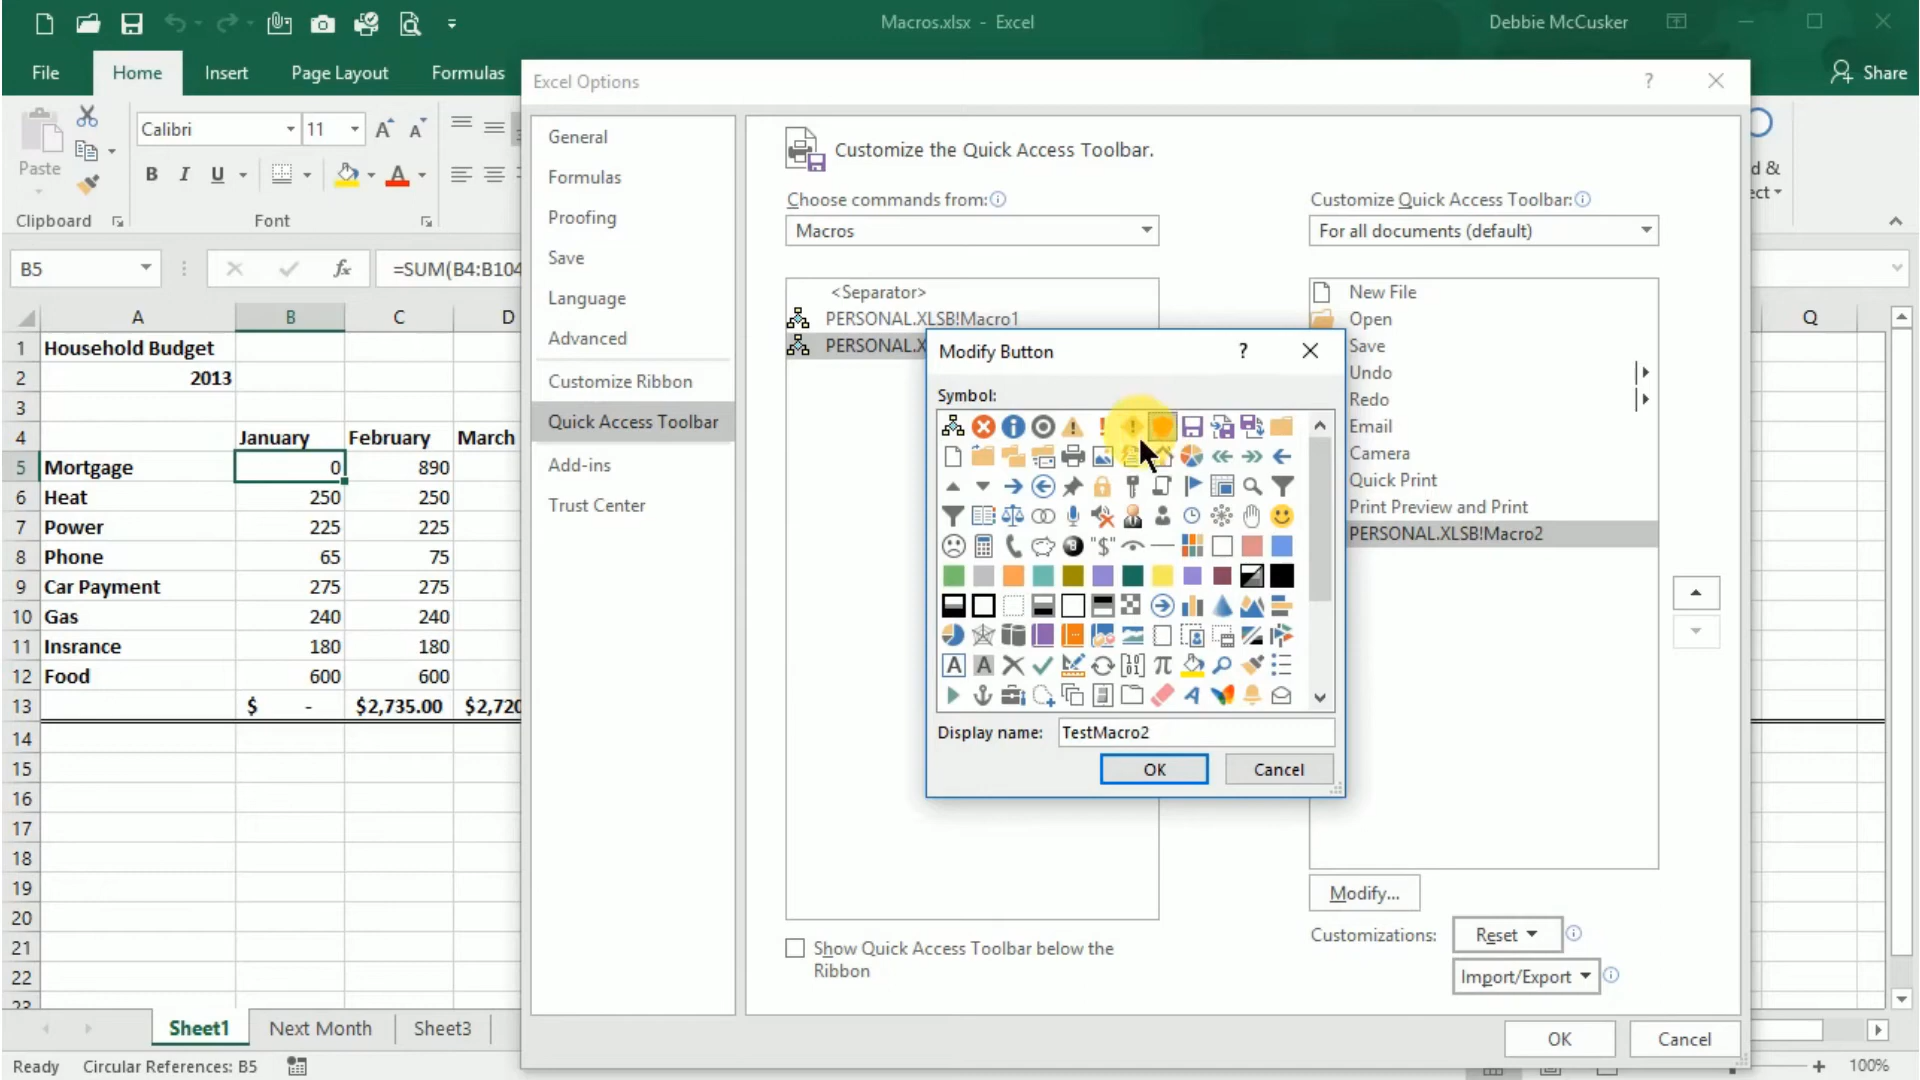 Macros.xlsx - Excel
Debbie McCusker
File Home Insert Page Layout Formulas
Share
Excel Options
?
Paste
Clipboard
Calibri 11
B I U
Font
d &
ect
B5
fx
=SUM(B4:B104
General
Formulas
Proofing
Save
Language
Advanced
Customize Ribbon
Quick Access Toolbar
Add-ins
Trust Center
Customize the Quick Access Toolbar.
Choose commands from:
Macros
<Separator>
PERSONAL.XLSB!Macro1
PERSONAL.X
Show Quick Access Toolbar below the
Ribbon
Customize Quick Access Toolbar:
For all documents (default)
New File
Open
Save
Undo
Redo
Email
Camera
Quick Print
Print Preview and Print
PERSONAL.XLSB!Macro2
Modify...
Customizations: Reset
Import/Export
OK Cancel
Modify Button
?
Symbol:
Display name: TestMacro2
OK Cancel
A B C D Q
1 Household Budget
2 2013
3
4 January February March
5 Mortgage 0 890
6 Heat 250 250
7 Power 225 225
8 Phone 65 75
9 Car Payment 275 275
10 Gas 240 240
11 Insrance 180 180
12 Food 600 600
13 $ - $2,735.00 $2,720
14
15
16
17
18
19
20
21
22
23
Sheet1 Next Month Sheet3
Ready Circular References: B5
100%